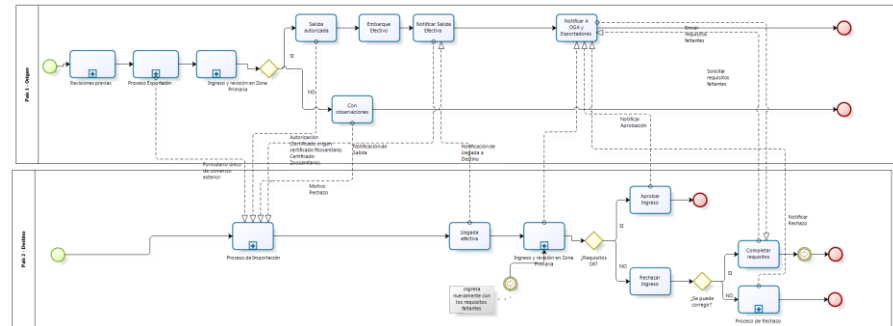 País 1 - Origen
Revisiones previas
Proceso Exportación
Ingreso y revisión en Zona
Primaria
SI
NO
Salida
autorizada
Embarque
Efectivo
Notificar Salida
Efectiva
Notificar A
OGA y
Exportadores
Con
observaciones
Enviar
requisitos
faltantes
Solicitar
requisitos
faltantes
Notificar
Aprobación
Autorización
(Certificado origen,
certificado fitosanitario,
Certificado
Zoosanitario)
Notificación de
Salida
Notificación de
Llegada a
Destino
Formulario único
de comercio
exterior
Motivo
Rechazo
País 2 - Destino
Proceso de Importación
Llegada
efectiva
Ingreso y revisión en Zona
Primaria
Ingresa
nuevamente con
los requisitos
faltantes
¿Requisitos
OK?
SI
NO
Aprobar
Ingreso
Rechazar
Ingreso
¿Se puede
corregir?
SI
NO
Completar
requisitos
Proceso de Rechazo
Notificar
Rechazo